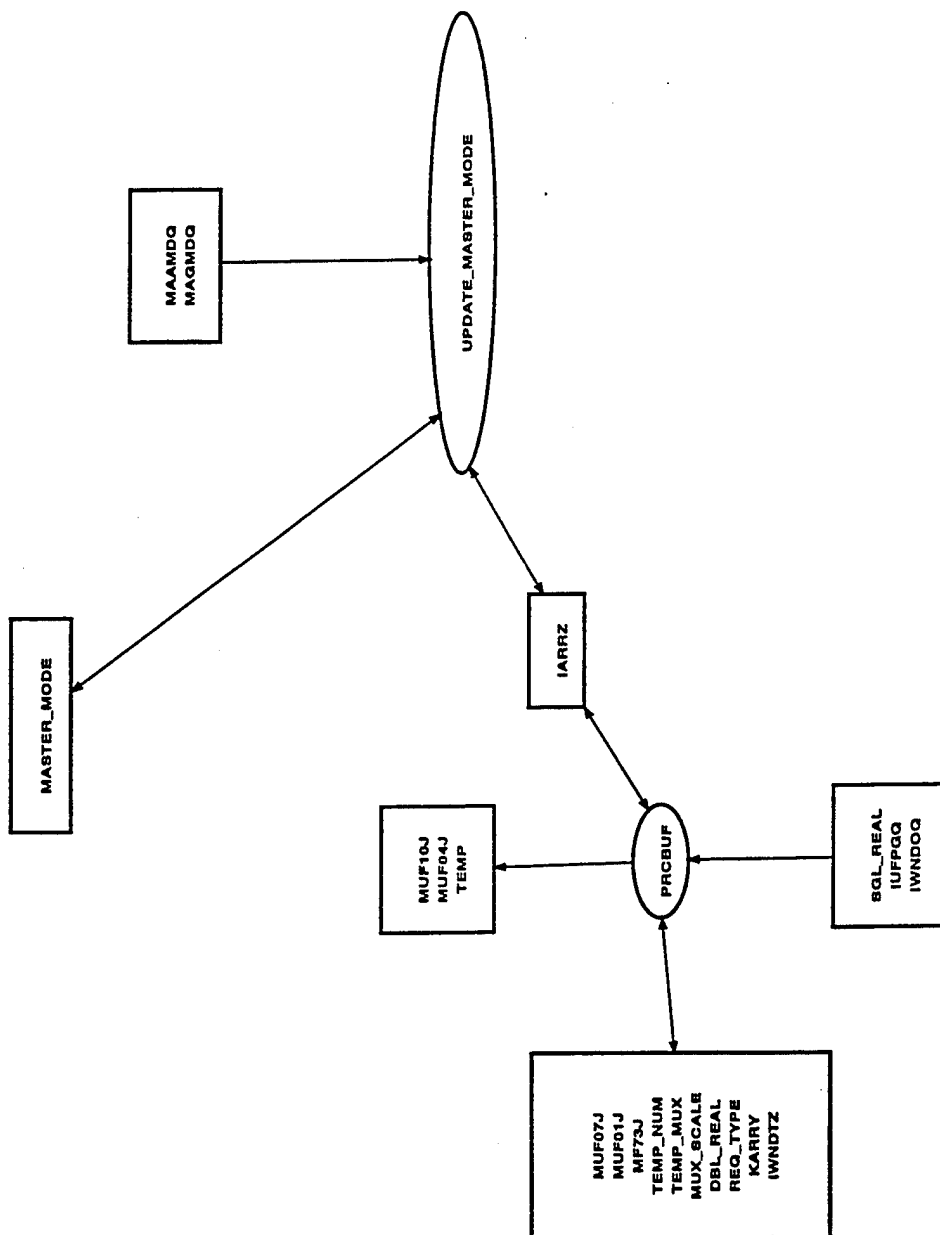 MASTER_MODE
MAAMDQ
MAGMDQ
UPDATE_MASTER_MODE
IARRZ
MUF10J
MUF04J
TEMP
PRCBUF
SGL_REAL
IUFPGQ
IWNDOQ
MUF07J
MUF01J
MF73J
TEMP_NUM
TEMP_MUX
MUX_SCALE
DBL_REAL
REQ_TYPE
KARRY
IWNDTZ